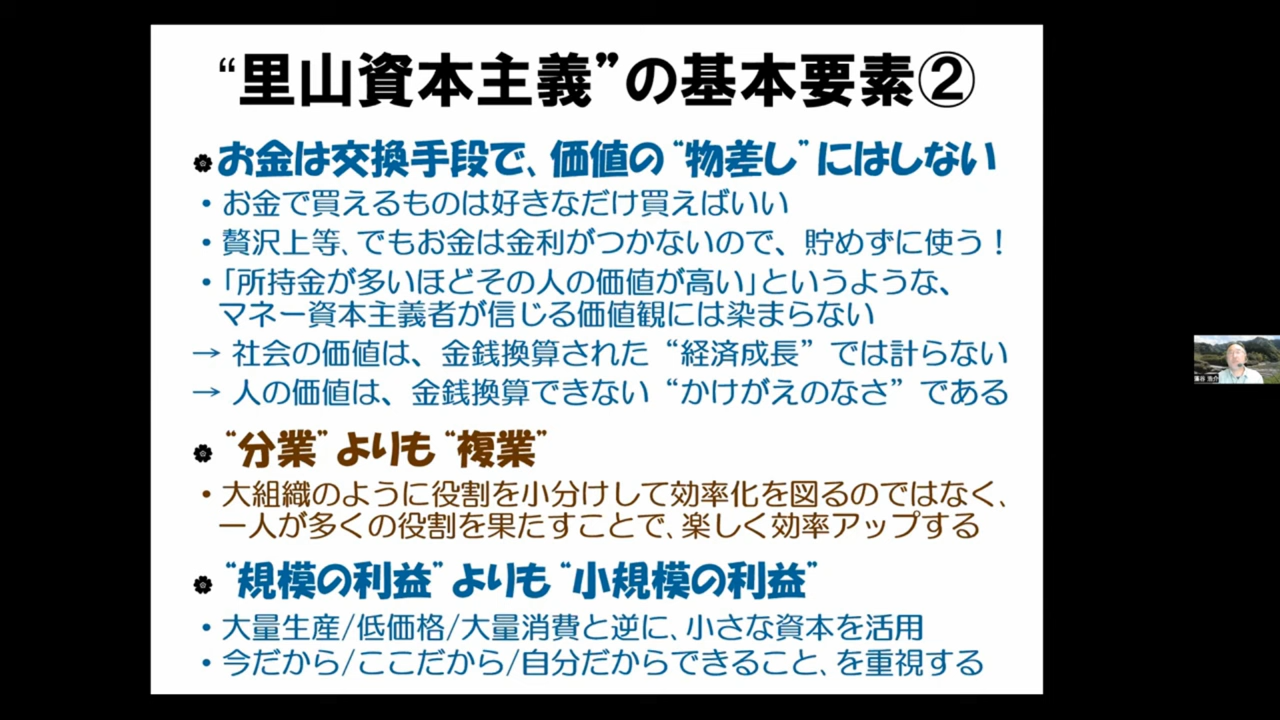 “里山資本主義”の基本要素②
お金は交換手段で、価値の“物差し”にはしない
・お金で買えるものは好きなだけ買えばいい
・贅沢上等、でもお金は金利がつかないので、貯めずに使う！
・「所持金が多いほどその人の価値が高い」というような、
マネー資本主義者が信じる価値観には染まらない
→ 社会の価値は、金銭換算された“経済成長”では計らない
→ 人の価値は、金銭換算できない“かけがえのなさ”である
“分業”よりも“複業”
・大組織のように役割を小分けして効率化を図るのではなく、
一人が多くの役割を果たすことで、楽しく効率アップする
“規模の利益”よりも“小規模の利益”
・大量生産/低価格/大量消費と逆に、小さな資本を活用
・今だから/ここだから/自分だからできること、を重視する